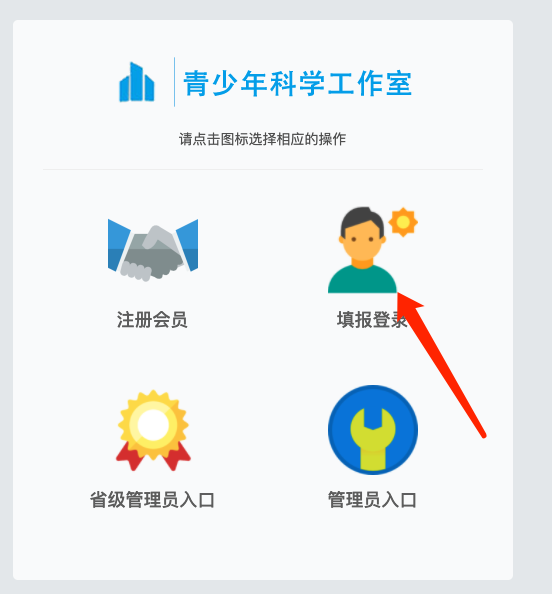 青少年科学工作室
请点击图标选择相应的操作
注册会员
填报登录
省级管理员入口
管理员入口